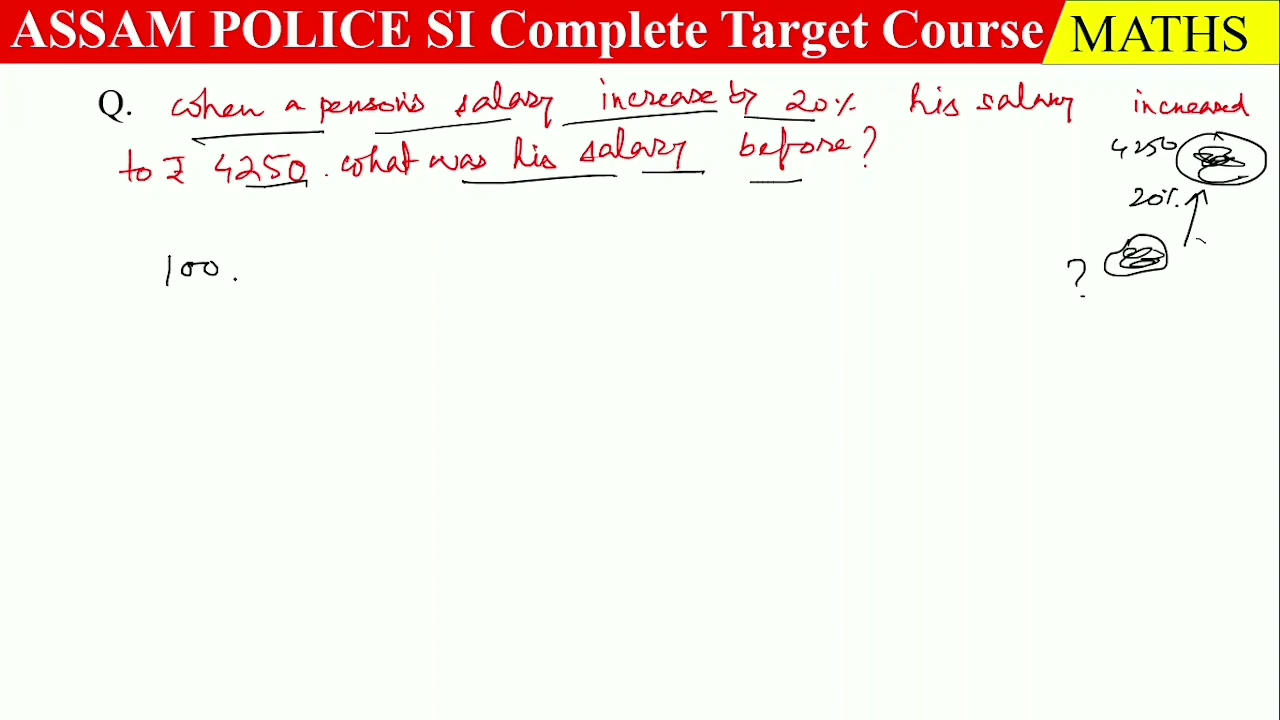 ASSAM POLICE SI Complete Target Course MATHS
Q. when a person's salary increase by 20% his salary increased
to ₹ 4250. what was his salary before?
4250
20%
100.
?